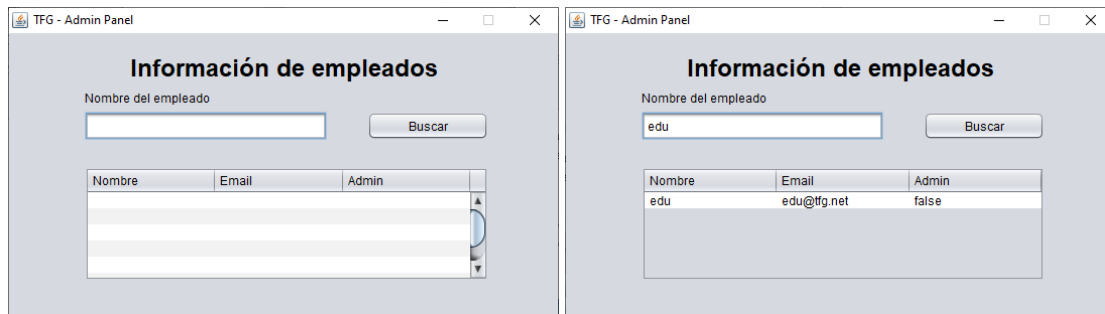 TFG - Admin Panel
Información de empleados
Nombre del empleado
Buscar
Nombre Email Admin
TFG - Admin Panel
Información de empleados
Nombre del empleado
edu Buscar
Nombre Email Admin
edu edu@tfg.net false